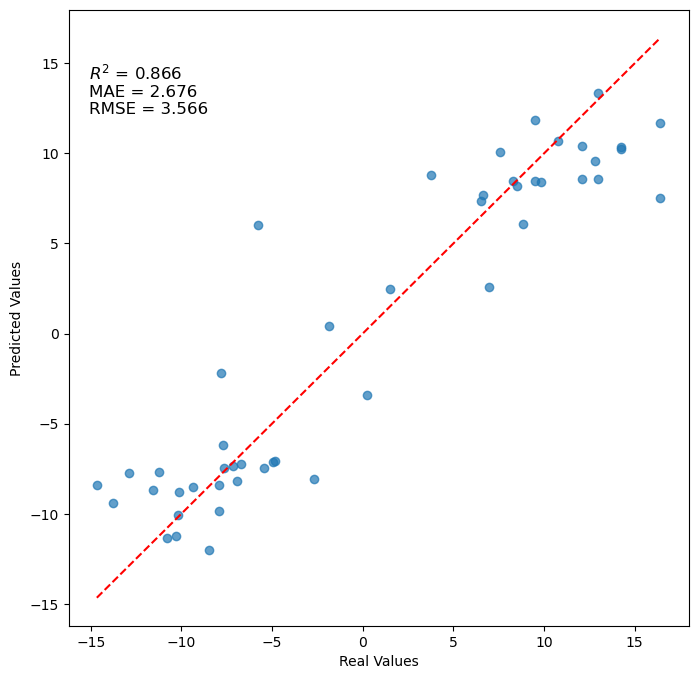 R² = 0.866
MAE = 2.676
RMSE = 3.566
15
10
5
0
−5
−10
−15
Predicted Values
−15 −10 −5 0 5 10 15
Real Values